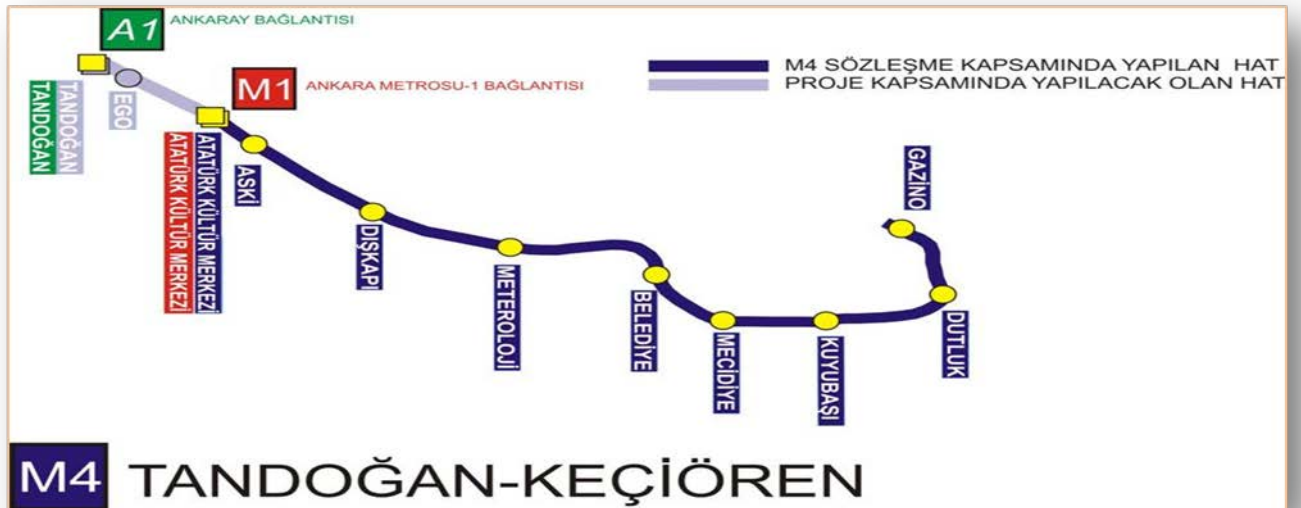 A1 ANKARAY BAĞLANTISI
M1 ANKARA METROSU-1 BAĞLANTISI
M4 SÖZLEŞME KAPSAMINDA YAPILAN HAT
PROJE KAPSAMINDA YAPILACAK OLAN HAT
TANDOĞAN
TANDOĞAN
EGO
ATATÜRK KÜLTÜR MERKEZİ
ATATÜRK KÜLTÜR MERKEZİ
ASKİ
DIŞKAPI
METEROLOJİ
BELEDİYE
MECİDİYE
KUYUBAŞI
DUTLUK
GAZİNO
M4 TANDOĞAN-KEÇİÖREN